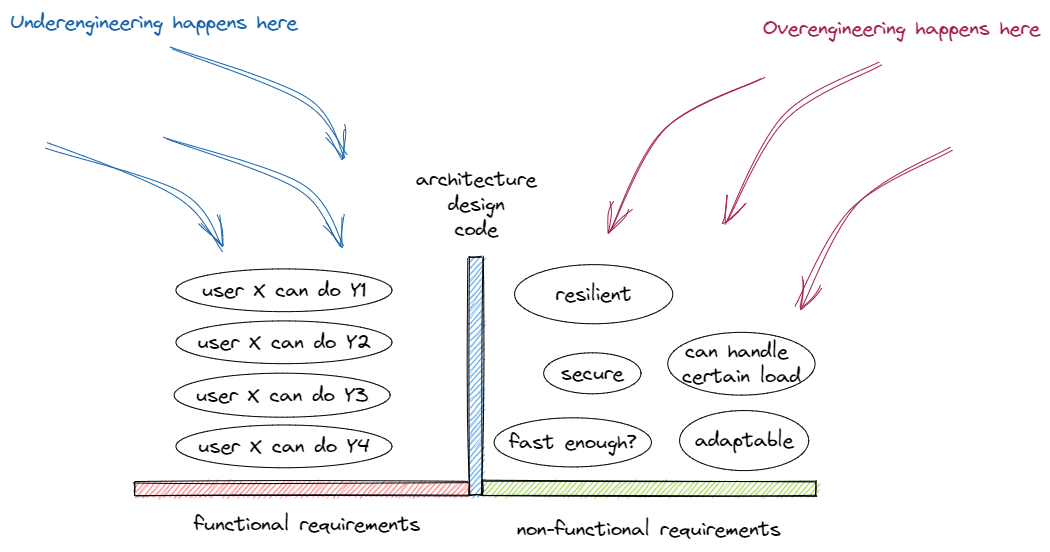 Underengineering happens here
Overengineering happens here
architecture
design
code
user X can do Y1
user X can do Y2
user X can do Y3
user X can do Y4
resilient
secure
can handle
certain load
fast enough?
adaptable
functional requirements
non-functional requirements